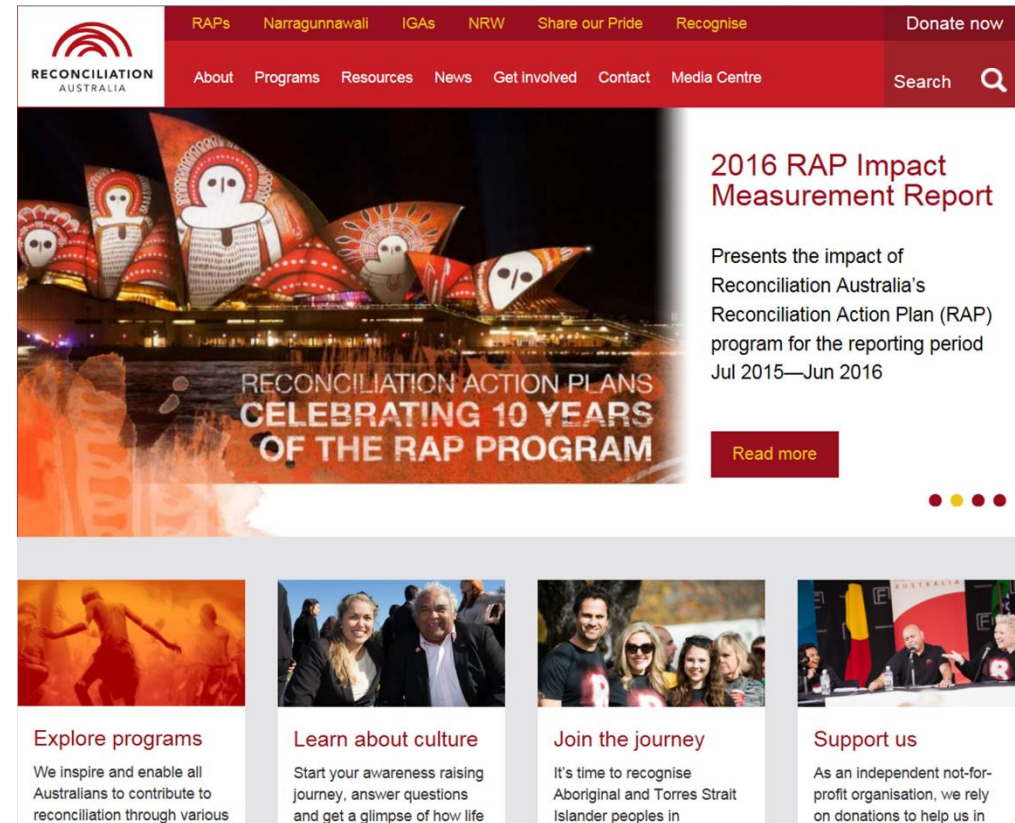 RAPs Narragunnawali IGAs NRW Share our Pride Recognise Donate now
RECONCILIATION
AUSTRALIA
About Programs Resources News Get involved Contact Media Centre Search
2016 RAP Impact
Measurement Report
Presents the impact of
Reconciliation Australia’s
Reconciliation Action Plan (RAP)
program for the reporting period
Jul 2015—Jun 2016
Read more
RECONCILIATION ACTION PLANS
CELEBRATING 10 YEARS
OF THE RAP PROGRAM
AUSTRALIA
Explore programs
We inspire and enable all
Australians to contribute to
reconciliation through various
Learn about culture
Start your awareness raising
journey, answer questions
and get a glimpse of how life
Join the journey
It’s time to recognise
Aboriginal and Torres Strait
Islander peoples in
Support us
As an independent not-for-
profit organisation, we rely
on donations to help us in